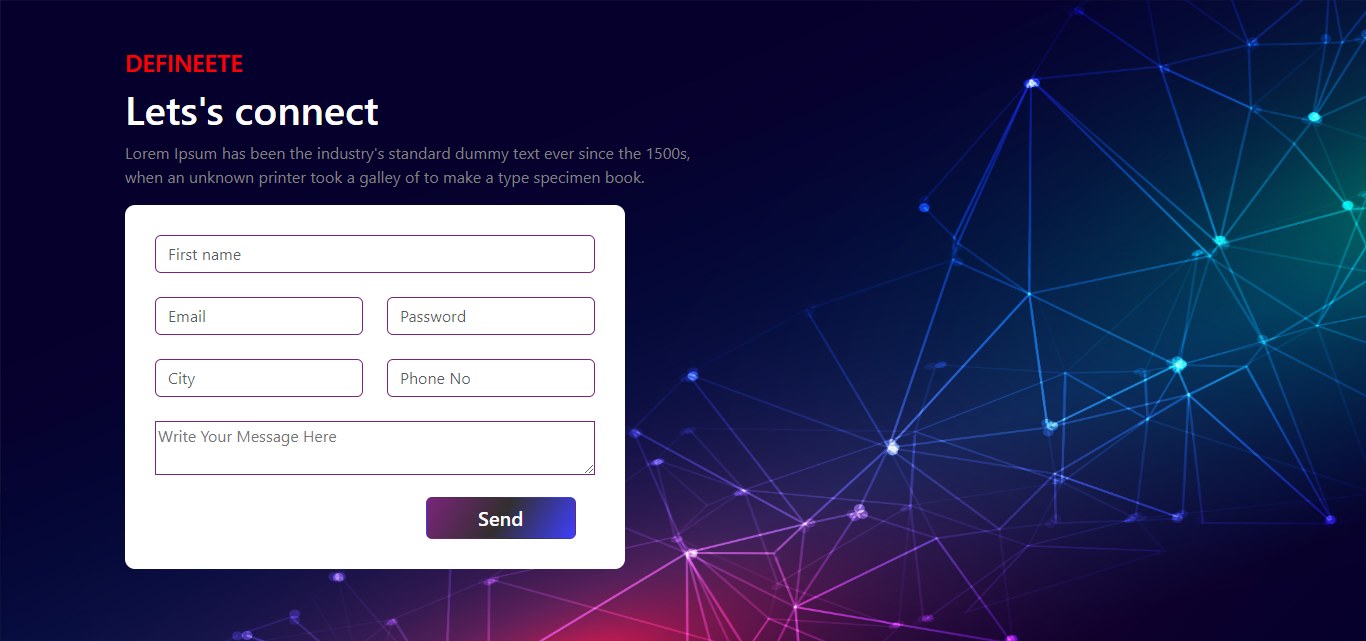 DEFINEETE
Lets's connect
Lorem Ipsum has been the industry's standard dummy text ever since the 1500s,
when an unknown printer took a galley of to make a type specimen book.
First name
Email Password
City Phone No
Write Your Message Here
Send